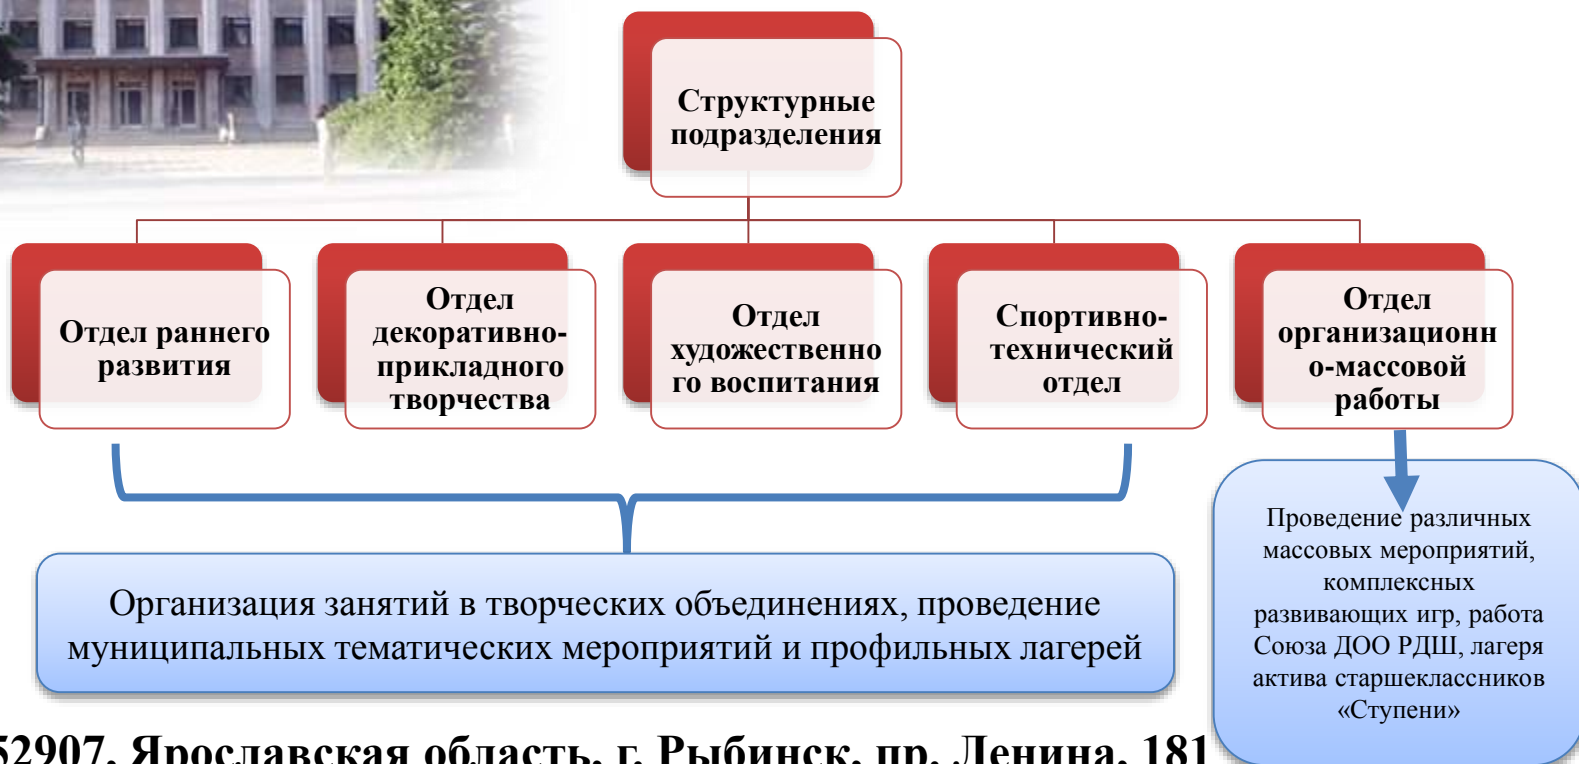 Структурные
подразделения
Отдел раннего
развития
Отдел
декоративно-
прикладного
творчества
Отдел
художественно
го воспитания
Спортивно-
технический
отдел
Отдел
организационн
о-массовой
работы
Организация занятий в творческих объединениях, проведение
муниципальных тематических мероприятий и профильных лагерей
Проведение различных
массовых мероприятий,
комплексных
развивающих игр, работа
Союза ДОО РДШ, лагеря
актива старшеклассников
«Ступени»
52907, Ярославская область, г. Рыбинск, пр. Ленина, 181